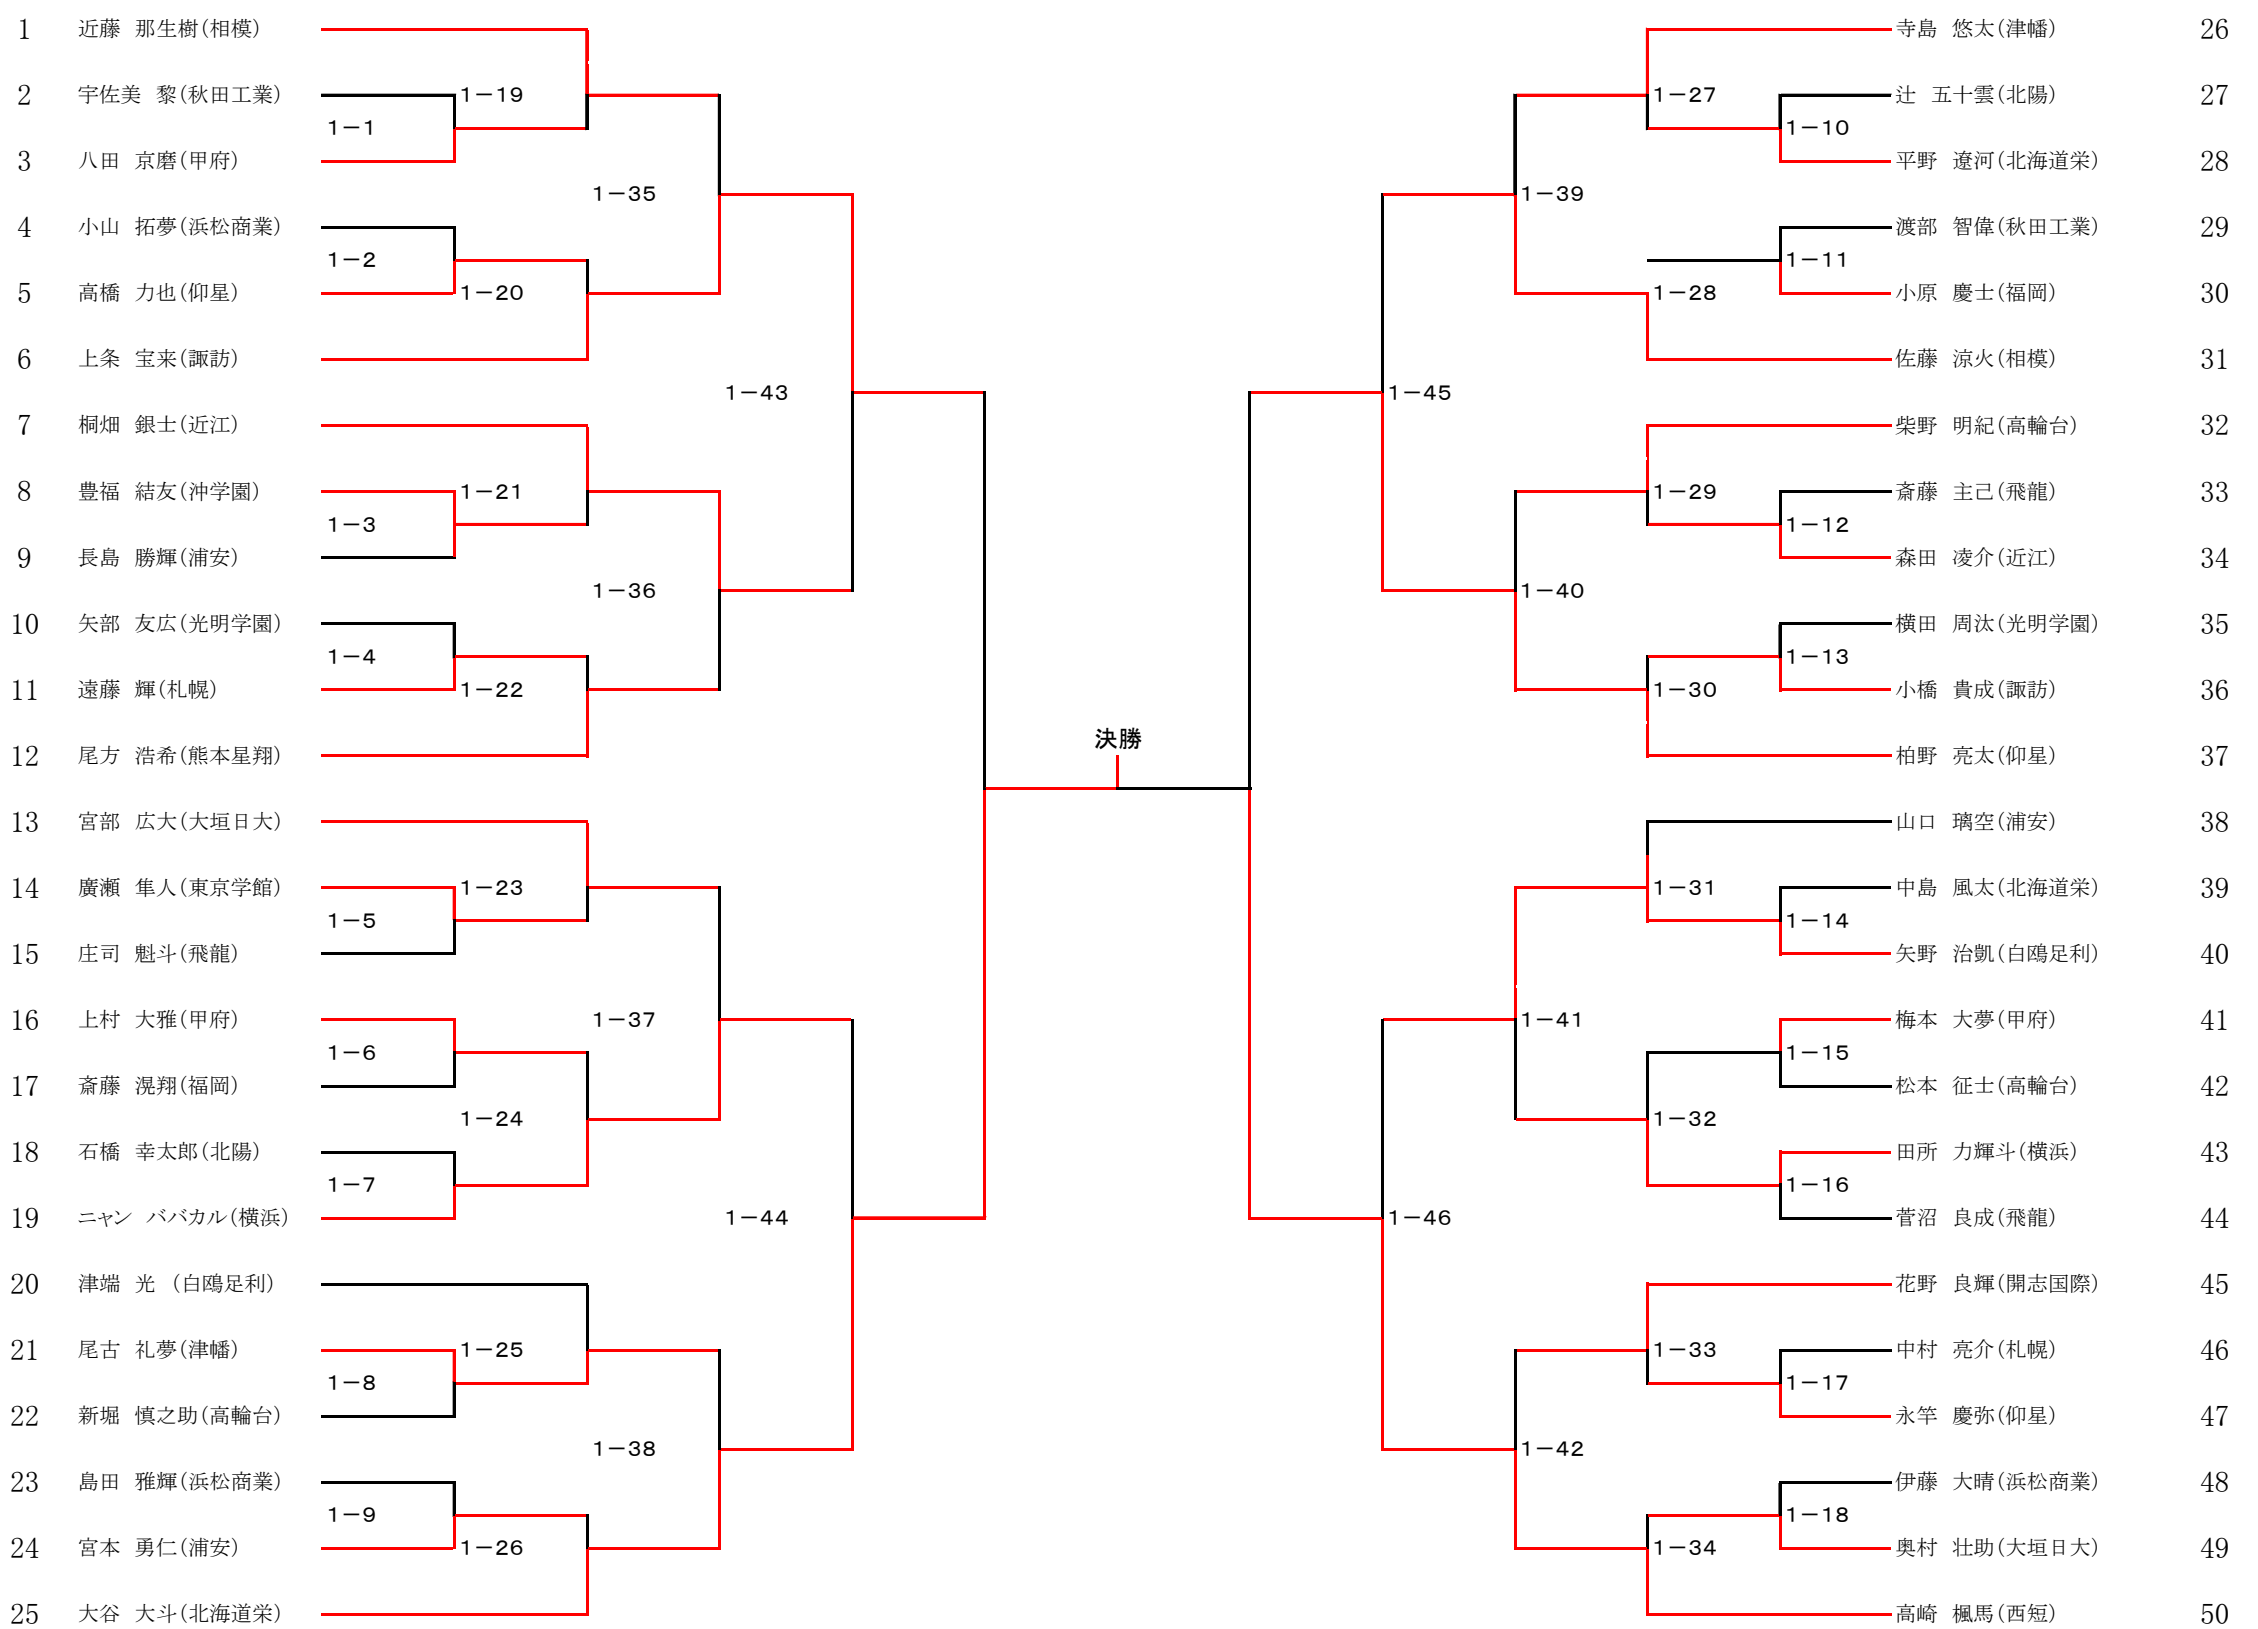 1 近藤 那生樹(相模)
2 宇佐美 黎(秋田工業)
3 八田 京磨(甲府)
4 小山 拓夢(浜松商業)
5 高橋 力也(仰星)
6 上条 宝来(諏訪)
7 桐畑 銀士(近江)
8 豊福 結友(沖学園)
9 長島 勝輝(浦安)
10 矢部 友広(光明学園)
11 遠藤 輝(札幌)
12 尾方 浩希(熊本星翔)
13 宮部 広大(大垣日大)
14 廣瀬 隼人(東京学館)
15 庄司 魁斗(飛龍)
16 上村 大雅(甲府)
17 斎藤 滉翔(福岡)
18 石橋 幸太郎(北陽)
19 ニャン ババカル(横浜)
20 津端 光 (白鴎足利)
21 尾古 礼夢(津幡)
22 新堀 慎之助(高輪台)
23 島田 雅輝(浜松商業)
24 宮本 勇仁(浦安)
25 大谷 大斗(北海道栄)
1-1
1-2
1-3
1-4
1-5
1-6
1-7
1-8
1-9
1-19
1-20
1-21
1-22
1-23
1-24
1-25
1-26
1-35
1-36
1-37
1-38
1-43
1-44
決勝
1-45
1-46
1-39
1-40
1-41
1-42
1-27
1-28
1-29
1-30
1-31
1-32
1-33
1-34
1-10
1-11
1-12
1-13
1-14
1-15
1-16
1-17
1-18
寺島 悠太(津幡) 26
辻 五十雲(北陽) 27
平野 遼河(北海道栄) 28
渡部 智偉(秋田工業) 29
小原 慶士(福岡) 30
佐藤 涼火(相模) 31
柴野 明紀(高輪台) 32
斎藤 主己(飛龍) 33
森田 凌介(近江) 34
横田 周汰(光明学園) 35
小橋 貴成(諏訪) 36
柏野 亮太(仰星) 37
山口 璃空(浦安) 38
中島 風太(北海道栄) 39
矢野 治凱(白鴎足利) 40
梅本 大夢(甲府) 41
松本 征士(高輪台) 42
田所 力輝斗(横浜) 43
菅沼 良成(飛龍) 44
花野 良輝(開志国際) 45
中村 亮介(札幌) 46
永竿 慶弥(仰星) 47
伊藤 大晴(浜松商業) 48
奥村 壮助(大垣日大) 49
高崎 楓馬(西短) 50